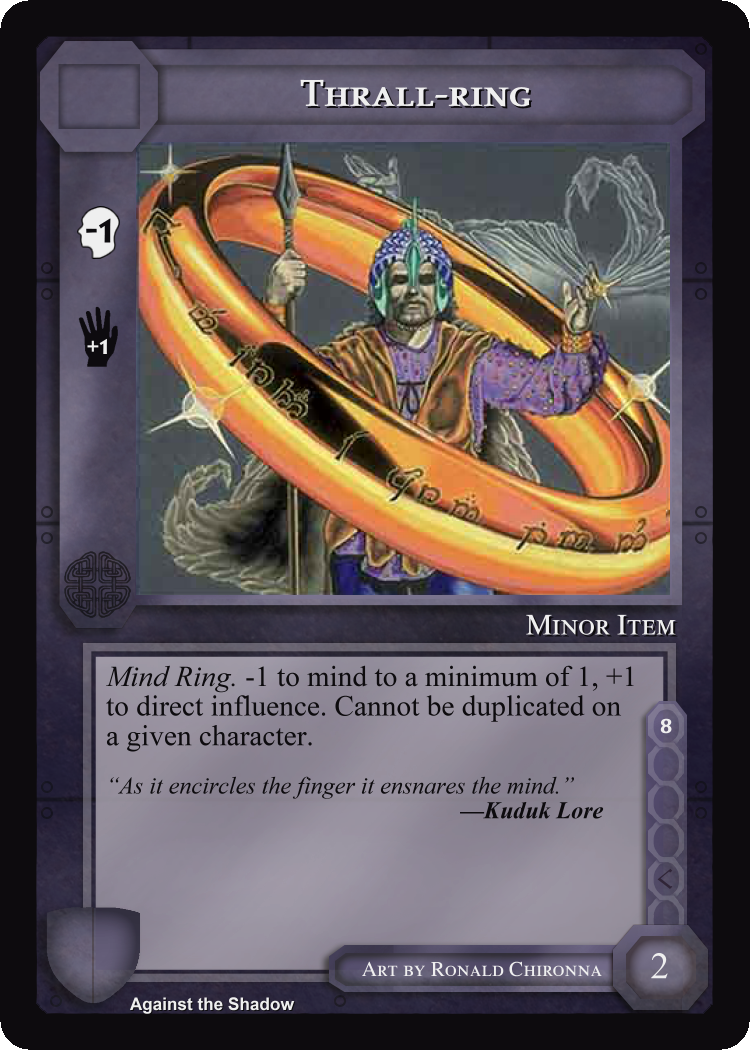 Thrall-ring
-1
+1
Minor Item
Mind Ring. -1 to mind to a minimum of 1, +1
to direct influence. Cannot be duplicated on
a given character.
“As it encircles the finger it ensnares the mind.”
—Kuduk Lore
8
Art by Ronald Chironna
2
Against the Shadow